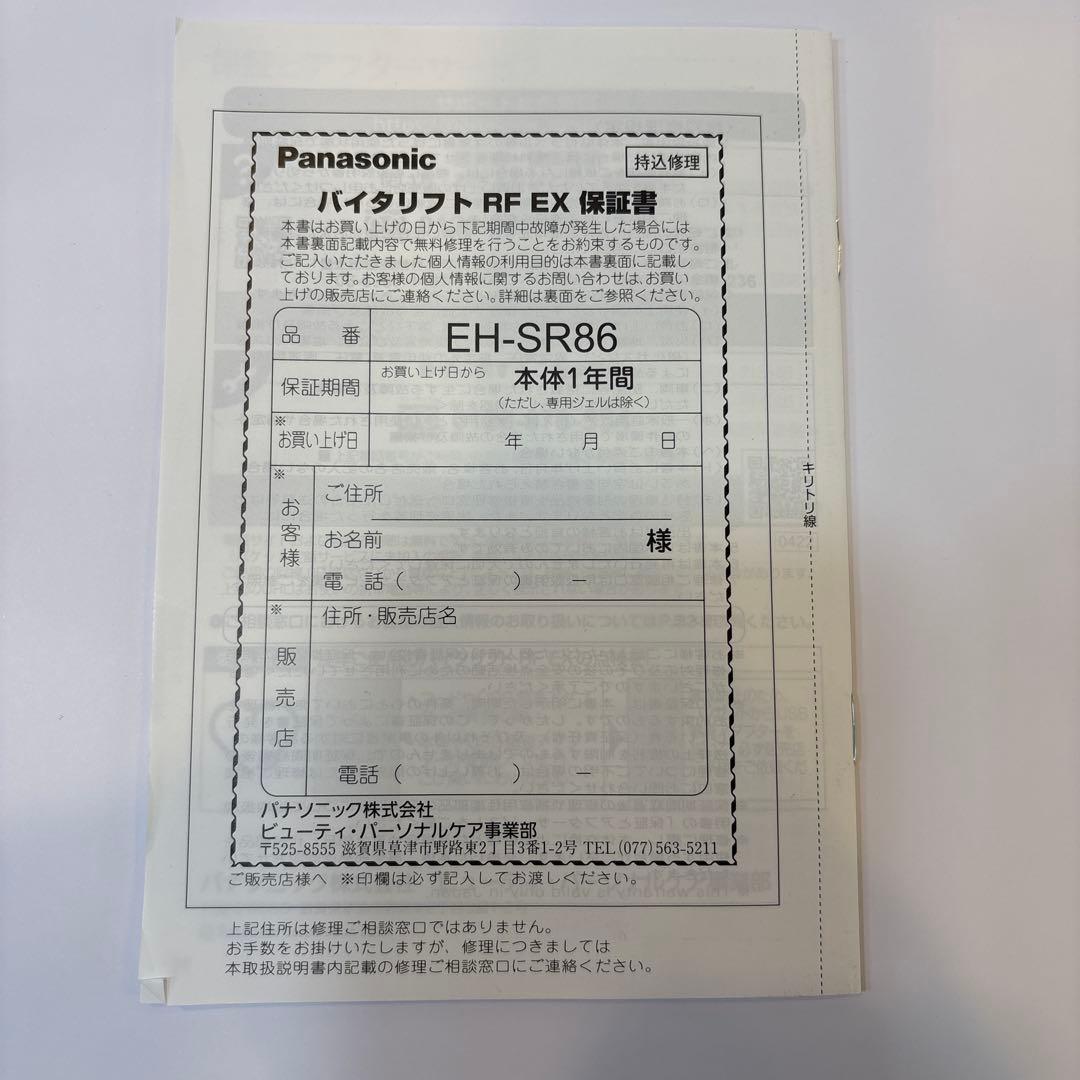 Panasonic
持込修理
バイタリフト RF EX 保証書
本書はお買い上げの日から下記期間中故障が発生した場合には
本書裏面記載内容で無料修理を行うことをお約束するものです。
ご記入いただきました個人情報の利用目的は本書裏面に記載し
ております。お客様の個人情報に関するお問い合わせは、お買い
上げの販売店にご連絡ください。詳細は裏面をご参照ください。
品 番 EH-SR86
保証期間 お買い上げ日から 本体1年間
(ただし、専用ジェルは除く)
※
お買い上げ日 年 月 日
※
お客様
ご住所
お名前 様
電 話 ( ) −
※
販売店
住所・販売店名
電話 ( ) −
パナソニック株式会社
ビューティ・パーソナルケア事業部
〒525-8555 滋賀県草津市野路東2丁目3番1-2号 TEL (077) 563-5211
ご販売店様へ ※印欄は必ず記入してお渡しください。
上記住所は修理ご相談窓口ではありません。
お手数をお掛けいたしますが、修理につきましては
本取扱説明書内記載の修理ご相談窓口にご連絡ください。
キリトリ線